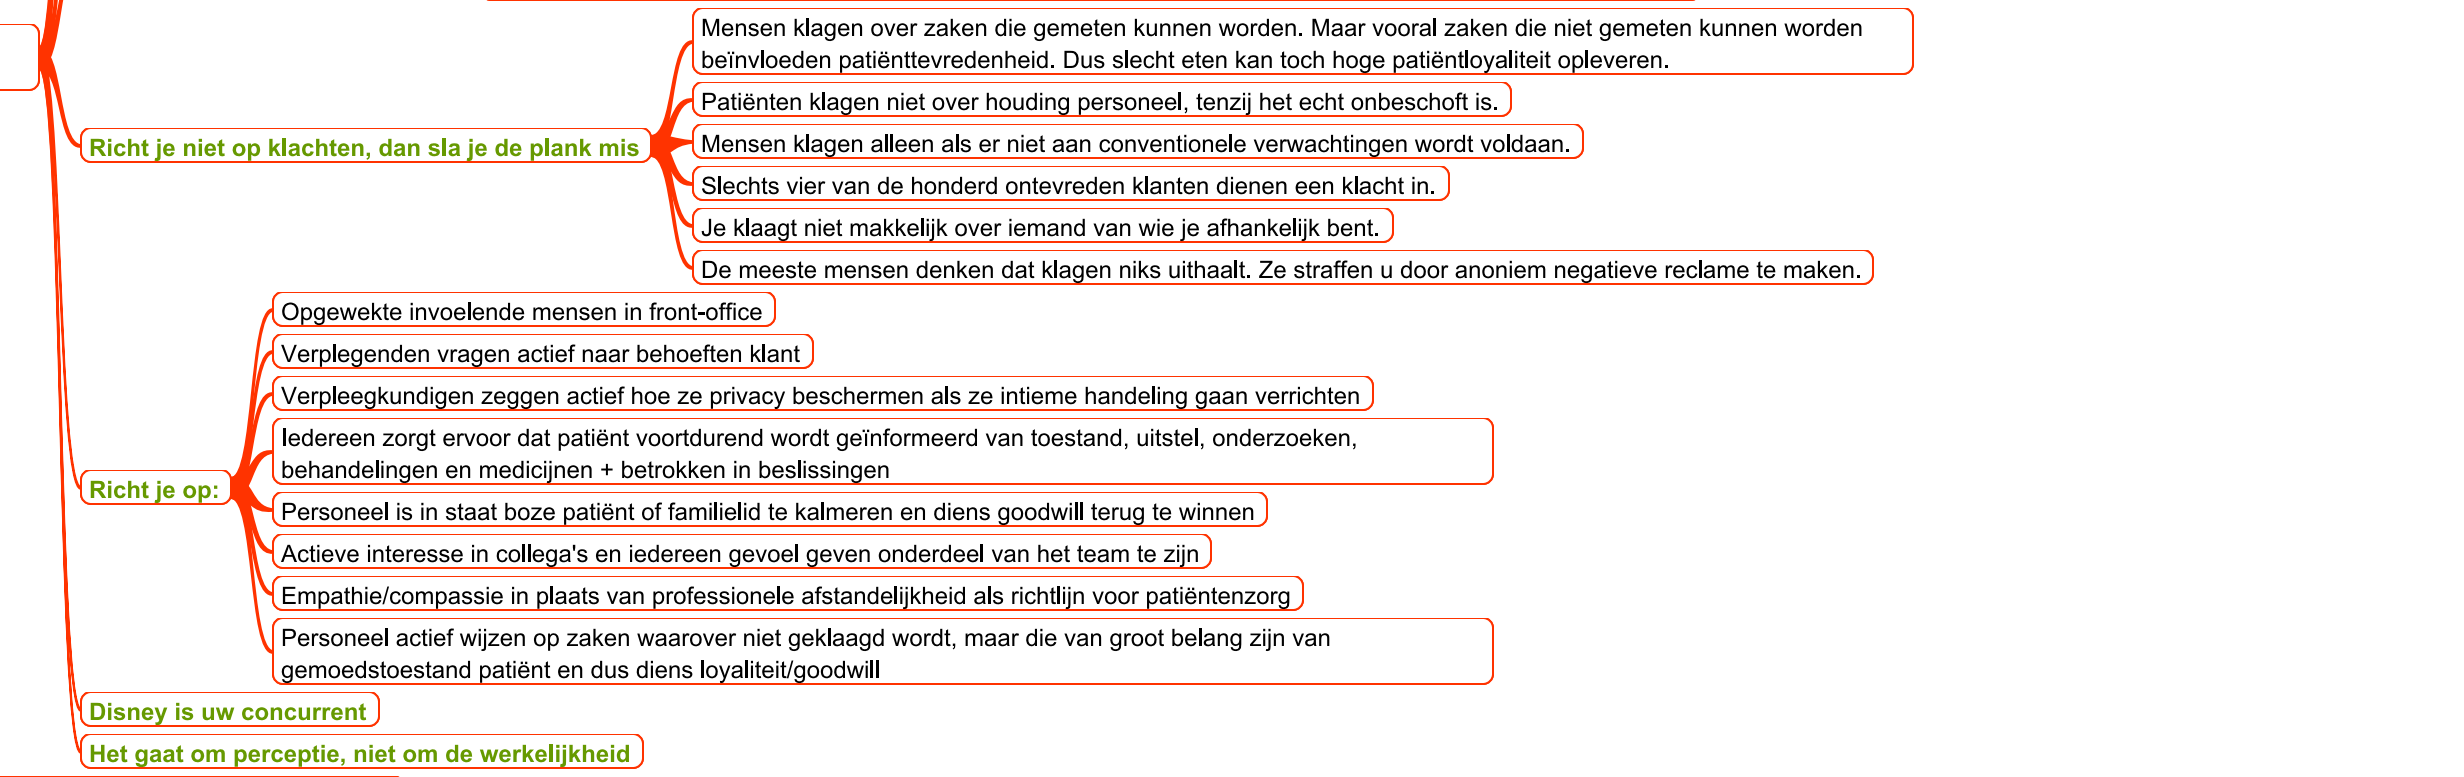 Mensen klagen over zaken die gemeten kunnen worden. Maar vooral zaken die niet gemeten kunnen worden
beïnvloeden patiënttevredenheid. Dus slecht eten kan toch hoge patiëntloyaliteit opleveren.
Patiënten klagen niet over houding personeel, tenzij het echt onbeschoft is.
Richt je niet op klachten, dan sla je de plank mis
Mensen klagen alleen als er niet aan conventionele verwachtingen wordt voldaan.
Slechts vier van de honderd ontevreden klanten dienen een klacht in.
Je klaagt niet makkelijk over iemand van wie je afhankelijk bent.
De meeste mensen denken dat klagen niks uithaalt. Ze straffen u door anoniem negatieve reclame te maken.
Opgewekte invoelende mensen in front-office
Verplegenden vragen actief naar behoeften klant
Verpleegkundigen zeggen actief hoe ze privacy beschermen als ze intieme handeling gaan verrichten
Iedereen zorgt ervoor dat patiënt voortdurend wordt geïnformeerd van toestand, uitstel, onderzoeken,
behandelingen en medicijnen + betrokken in beslissingen
Richt je op:
Personeel is in staat boze patiënt of familielid te kalmeren en diens goodwill terug te winnen
Actieve interesse in collega's en iedereen gevoel geven onderdeel van het team te zijn
Empathie/compassie in plaats van professionele afstandelijkheid als richtlijn voor patiëntenzorg
Personeel actief wijzen op zaken waarover niet geklaagd wordt, maar die van groot belang zijn van
gemoedstoestand patiënt en dus diens loyaliteit/goodwill
Disney is uw concurrent
Het gaat om perceptie, niet om de werkelijkheid